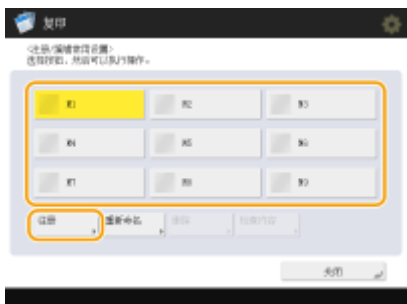 复印
<注册/编辑常用设置>
选择按钮，然后可以执行操作。
M1
M2
M3
M4
M5
M6
M7
M8
M9
注册
重新命名
删除
检查内容
关闭